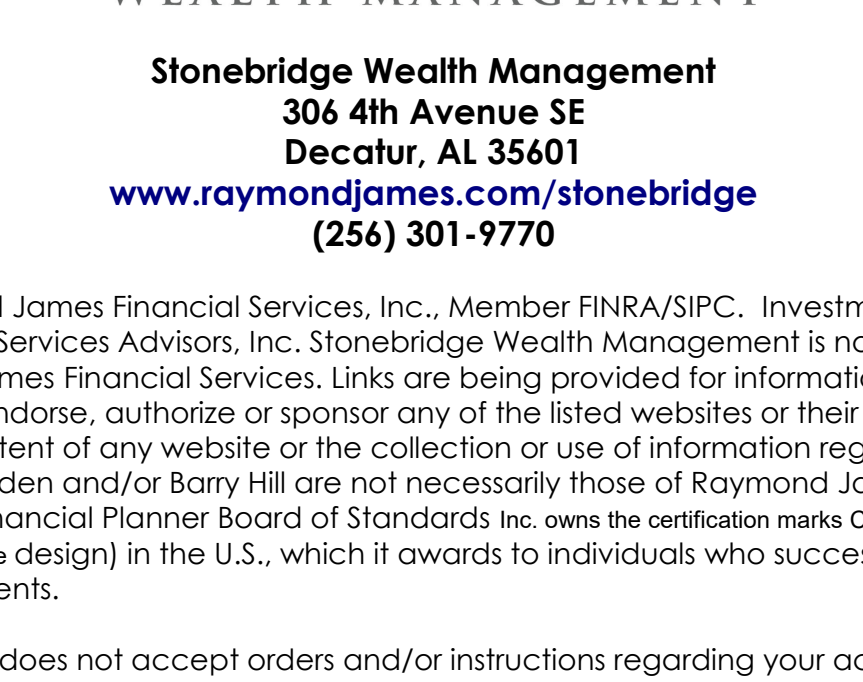 WEALTH MANAGEMENT
Stonebridge Wealth Management
306 4th Avenue SE
Decatur, AL 35601
www.raymondjames.com/stonebridge
(256) 301-9770
James Financial Services, Inc., Member FINRA/SIPC. Investm
Services Advisors, Inc. Stonebridge Wealth Management is no
mes Financial Services. Links are being provided for informatio
ndorse, authorize or sponsor any of the listed websites or their
tent of any website or the collection or use of information reg
den and/or Barry Hill are not necessarily those of Raymond Ja
nancial Planner Board of Standards Inc. owns the certification marks C
e design) in the U.S., which it awards to individuals who succes
ents.
does not accept orders and/or instructions regarding your ac